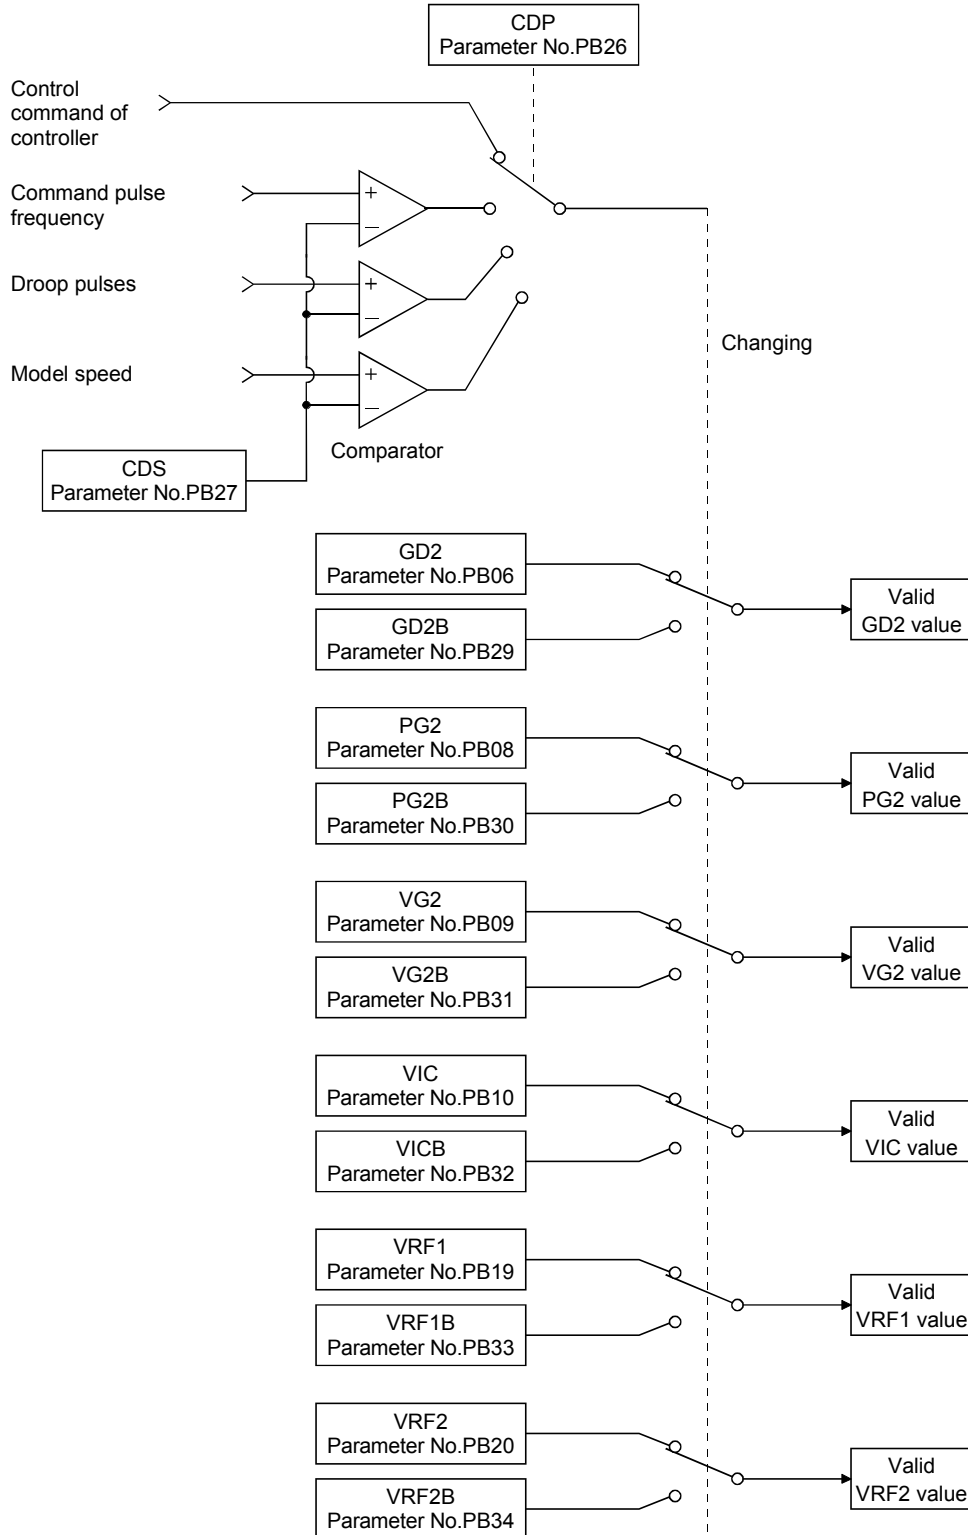 CDP
Parameter No.PB26
Control
command of
controller
Command pulse
frequency
+
−
Droop pulses
+
−
Changing
Model speed
+
−
Comparator
CDS
Parameter No.PB27
GD2
Parameter No.PB06
Valid
GD2 value
GD2B
Parameter No.PB29
PG2
Parameter No.PB08
Valid
PG2 value
PG2B
Parameter No.PB30
VG2
Parameter No.PB09
Valid
VG2 value
VG2B
Parameter No.PB31
VIC
Parameter No.PB10
Valid
VIC value
VICB
Parameter No.PB32
VRF1
Parameter No.PB19
Valid
VRF1 value
VRF1B
Parameter No.PB33
VRF2
Parameter No.PB20
Valid
VRF2 value
VRF2B
Parameter No.PB34